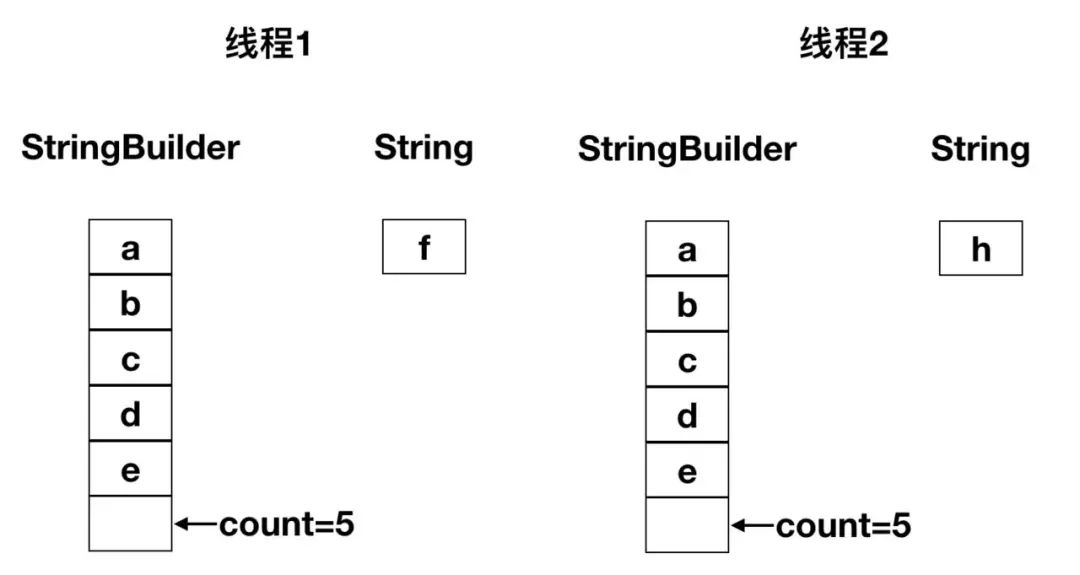 线程1
线程2
StringBuilder
String
StringBuilder
String
a
b
c
d
e
f
count=5
a
b
c
d
e
h
count=5